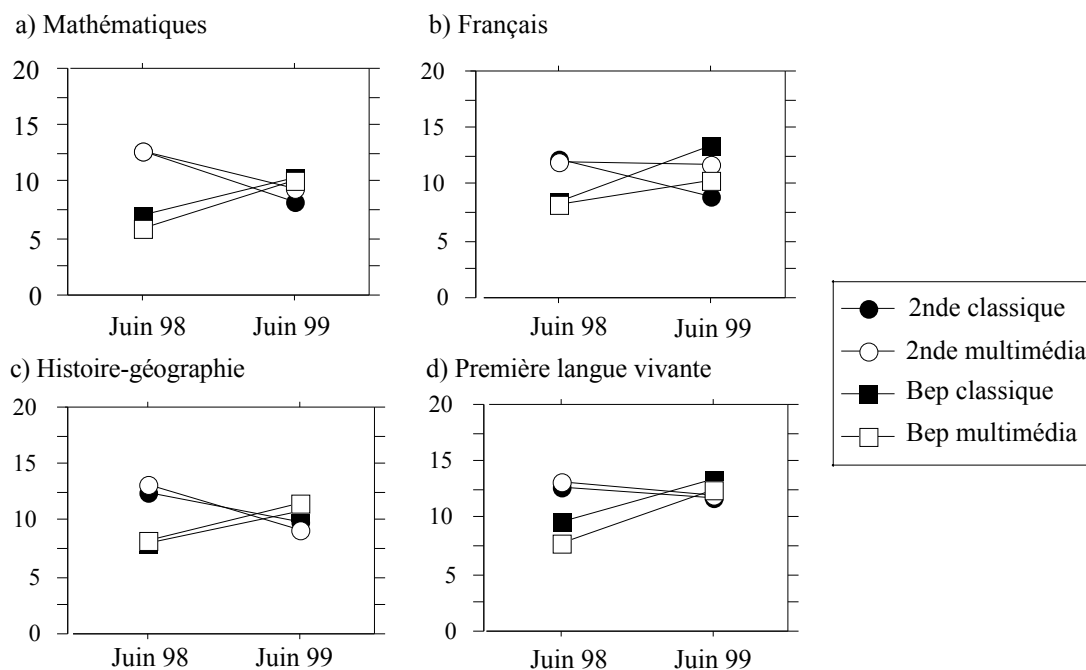 a) Mathématiques
b) Français
20
15
10
5
0
Juin 98 Juin 99
20
15
10
5
0
Juin 98 Juin 99
2nde classique
2nde multimédia
Bep classique
Bep multimédia
c) Histoire-géographie
d) Première langue vivante
20
15
10
5
0
Juin 98 Juin 99
20
15
10
5
0
Juin 98 Juin 99